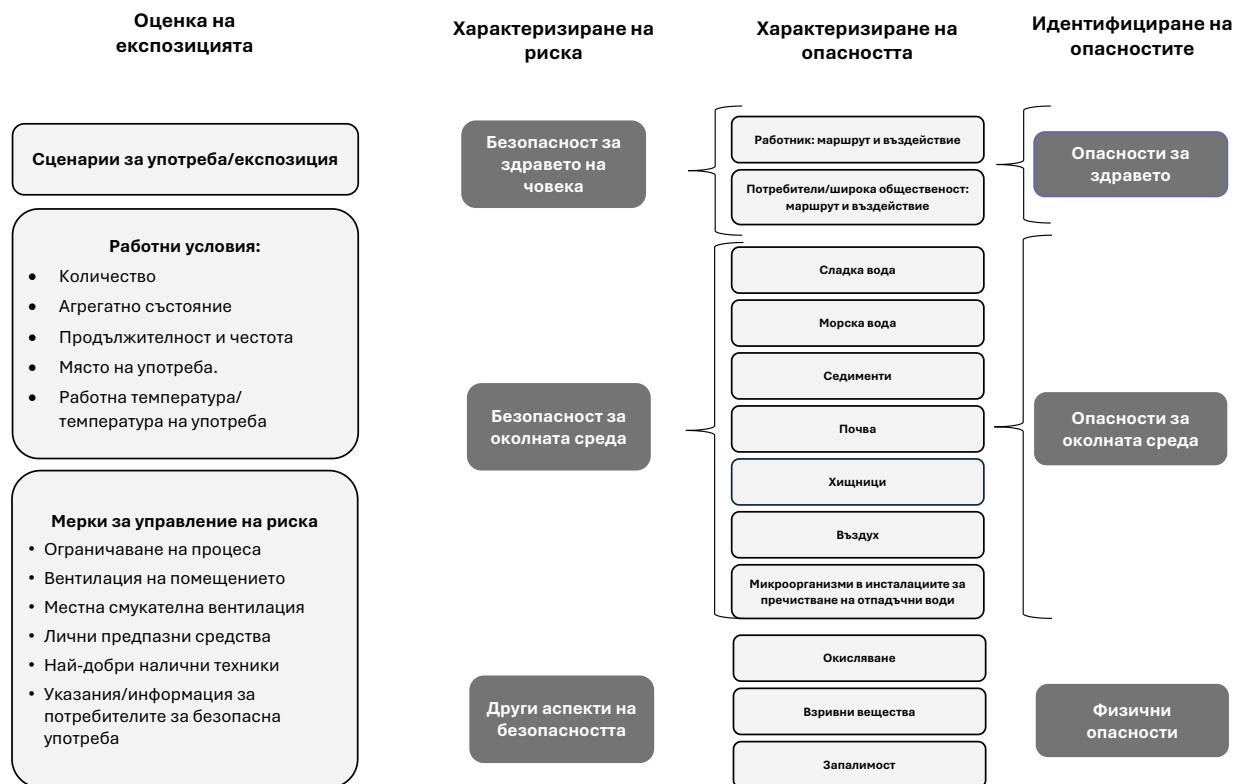 Оценка на
експозицията
Характеризиране на
риска
Характеризиране на
опасността
Идентифициране на
опасностите
Сценарии за употреба/експозиция
Работни условия:
• Количество
• Агрегатно състояние
• Продължителност и честота
• Място на употреба.
• Работна температура/
температура на употреба
Мерки за управление на риска
• Ограничаване на процеса
• Вентилация на помещението
• Местна смукателна вентилация
• Лични предпазни средства
• Най-добри налични техники
• Указания/информация за
потребителите за безопасна
употреба
Безопасност за
здравето на
човека
Безопасност за
околната среда
Други аспекти на
безопасността
Работник: маршрут и въздействие
Потребители/широка общественост:
маршрут и въздействие
Сладка вода
Морска вода
Седименти
Почва
Хищници
Въздух
Микроорганизми в инсталациите за
пречистване на отпадъчни води
Окисляване
Взривни вещества
Запалимост
Опасности за
здравето
Опасности за
околната среда
Физични
опасности